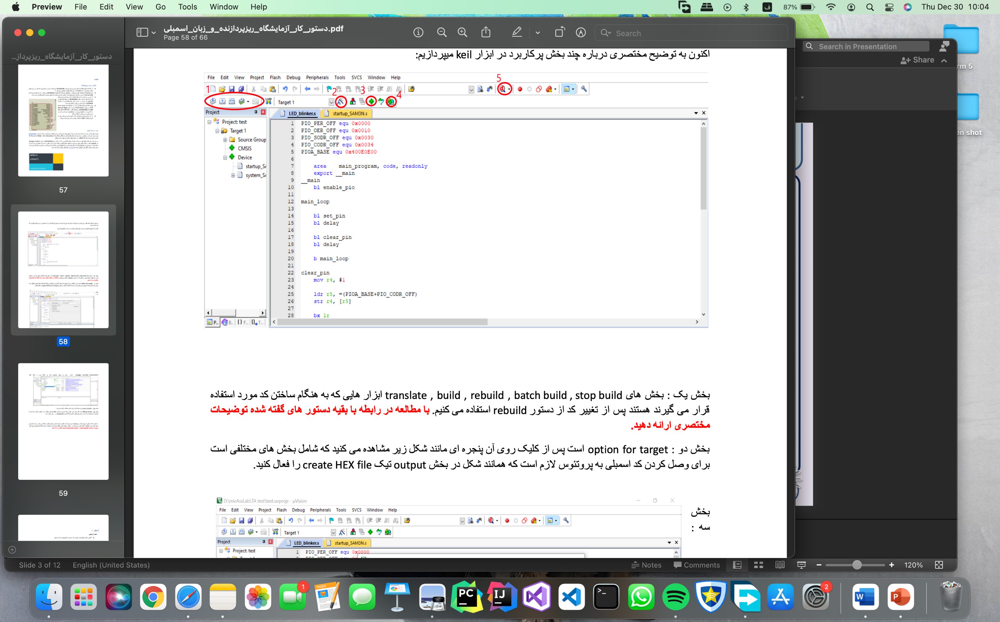 Preview File Edit View Go Tools Window Help
87% Thu Dec 30 10:04
دستور_کار_آزمایشگاه_ریزپردازنده_و_زبان_اسمبلی.pdf
Page 58 of 66
Search
Search in Presentation
Share
rm 5
en shot
دستور_کار_آزمایشگاه_ریزپرداز...
57
58
59
اکنون به توضیح مختصری درباره چند بخش پرکاربرد در ابزار keil میپردازیم:
File Edit View Project Flash Debug Peripherals Tools SVCS Window Help
5
1 2 3 4
LOAD Target 1
Project
LED_blinker.s startup_SAM3N.s
Project: test
Target 1
Source Group
CMSIS
Device
startup_SA
system_SA
P.. B.. {} F.. T..
1 PIO_PER_OFF equ 0x0000
2 PIO_OER_OFF equ 0x0010
3 PIO_SODR_OFF equ 0x0030
4 PIO_CODR_OFF equ 0x0034
5 PIOA_BASE equ 0x400E0E00
6
7 area main_program, code, readonly
8 export __main
9 __main
10 bl enable_pio
11
12 main_loop
13
14 bl set_pin
15 bl delay
16
17 bl clear_pin
18 bl delay
19
20 b main_loop
21
22 clear_pin
23 mov r4, #1
24
25 ldr r5, =(PIOA_BASE+PIO_CODR_OFF)
26 str r4, [r5]
27
28 bx lr
بخش یک : بخش های translate , build , rebuild , batch build , stop build ابزار هایی که به هنگام ساختن کد مورد استفاده
قرار می گیرند هستند پس از تغییر کد از دستور rebuild استفاده می کنیم. با مطالعه در رابطه با بقیه دستور های گفته شده توضیحات
مختصری ارائه دهید.
بخش دو : option for target است پس از کلیک روی آن پنجره ای مانند شکل زیر مشاهده می کنید که شامل بخش های مختلفی است
برای وصل کردن کد اسمبلی به پروتئوس لازم است که همانند شکل در بخش output تیک create HEX file را فعال کنید.
بخش
سه :
D:\micAssLab\TA test\test.uvprojx - µVision
File Edit View Project Flash Debug Peripherals Tools SVCS Window Help
LOAD Target 1
Project
LED_blinker.s startup_SAM3N.s
Project: test
1 PIO_PER_OFF equ 0x0000
Slide 3 of 12 English (United States)
Notes Comments 120%
1
PAGES
PC
IJ
2
W
P